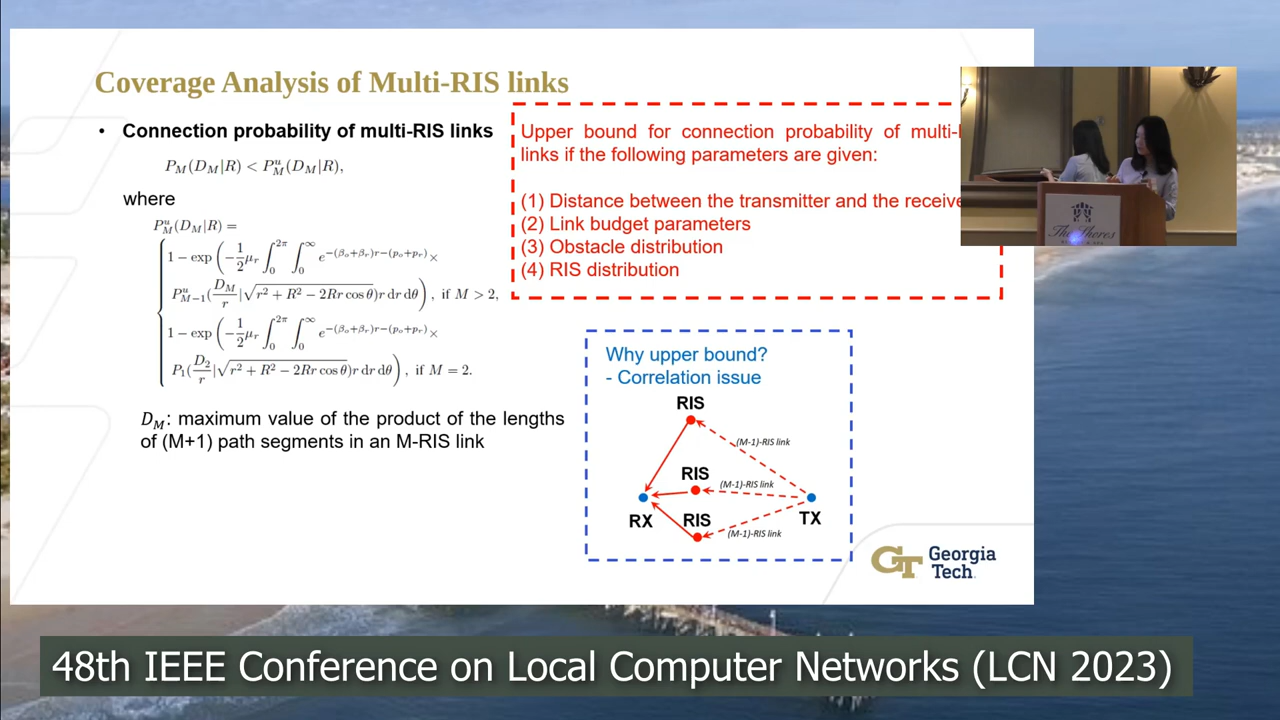 Coverage Analysis of Multi-RIS links
• Connection probability of multi-RIS links
P_M(D_M|R) < P_M^u(D_M|R),
where
P_M^u(D_M|R) =
1 − exp(−1/2 μ_r ∫_0^{2π} ∫_0^∞ e^{−(β_o+β_r)r−(p_o+p_r)} ×
P_{M−1}^u(D_M/r | √(r² + R² − 2Rr cos θ) r dr dθ), if M > 2,
1 − exp(−1/2 μ_r ∫_0^{2π} ∫_0^∞ e^{−(β_o+β_r)r−(p_o+p_r)} ×
P_1(D_2/r | √(r² + R² − 2Rr cos θ) r dr dθ), if M = 2.
D_M: maximum value of the product of the lengths
of (M+1) path segments in an M-RIS link
Upper bound for connection probability of multi-
links if the following parameters are given:
(1) Distance between the transmitter and the receive
(2) Link budget parameters
(3) Obstacle distribution
(4) RIS distribution
Why upper bound?
- Correlation issue
RIS
(M-1)-RIS link
RIS
(M-1)-RIS link
RX
RIS
TX
(M-1)-RIS link
GT
Georgia
Tech
The Shores
48th IEEE Conference on Local Computer Networks (LCN 2023)